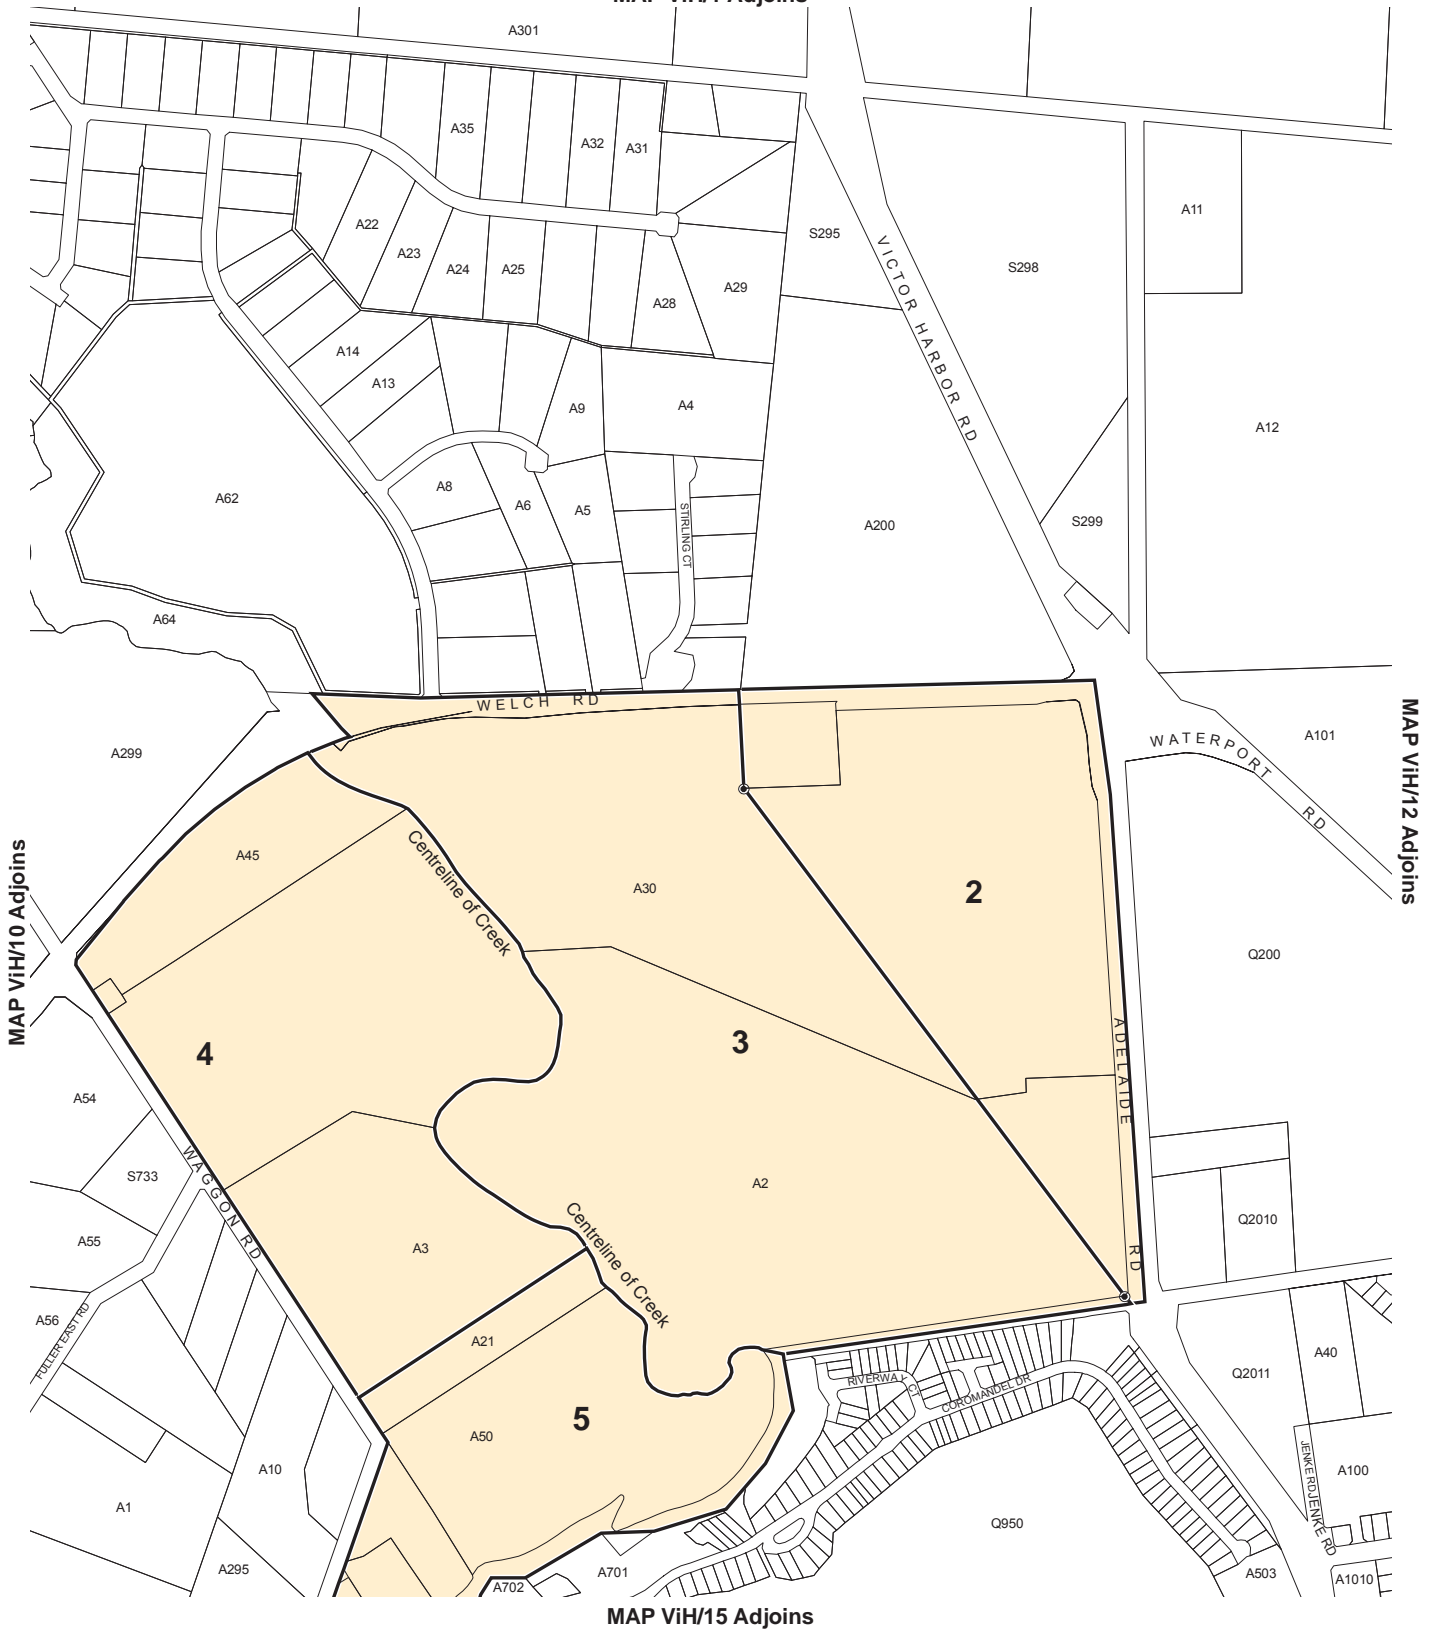 A301
A35
A32
A31
A11
A22
S295
A23
S298
A24
A25
A29
A28
VICTOR HARBOR RD
A14
A13
A9
A4
A12
A8
A62
A6
A5
STIRLING CT
A200
S299
A64
WELCH RD
A299
WATERPORT RD
A101
MAP ViH/12 Adjoins
A45
Centreline of Creek
A30
2
MAP ViH/10 Adjoins
Q200
3
4
ADELAIDE RD
A54
WAGGON RD
S733
A2
Q2010
A55
A3
Centreline of Creek
A56
FULLER EAST RD
A21
A40
Q2011
RIVERWAY CT
COROMANDEL DR
5
A50
A10
JENKE RD
JENKE RD
A100
A1
Q950
A295
A701
A702
A503
A1010
MAP ViH/15 Adjoins